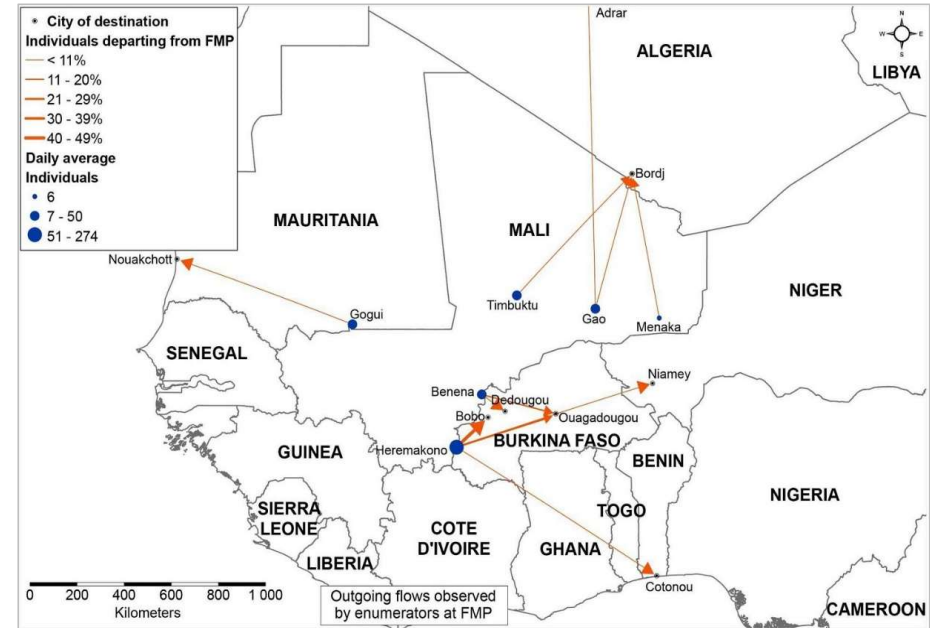 City of destination
Individuals departing from FMP
< 11%
11 - 20%
21 - 29%
30 - 39%
40 - 49%
Daily average
Individuals
6
7 - 50
51 - 274
Adrar
ALGERIA
N
W
E
S
LIBYA
Bordj
MAURITANIA
MALI
Nouakchott
NIGER
Timbuktu
Gao
Menaka
Gogui
SENEGAL
Niamey
Benena
Dedougou
Bobo
Ouagadougou
BURKINA FASO
Heremakono
GUINEA
BENIN
NIGERIA
SIERRA
LEONE
TOGO
COTE
D'IVOIRE
GHANA
LIBERIA
Cotonou
0 200 400 600 800 1 000
Kilometers
Outgoing flows observed
by enumerators at FMP
CAMEROON